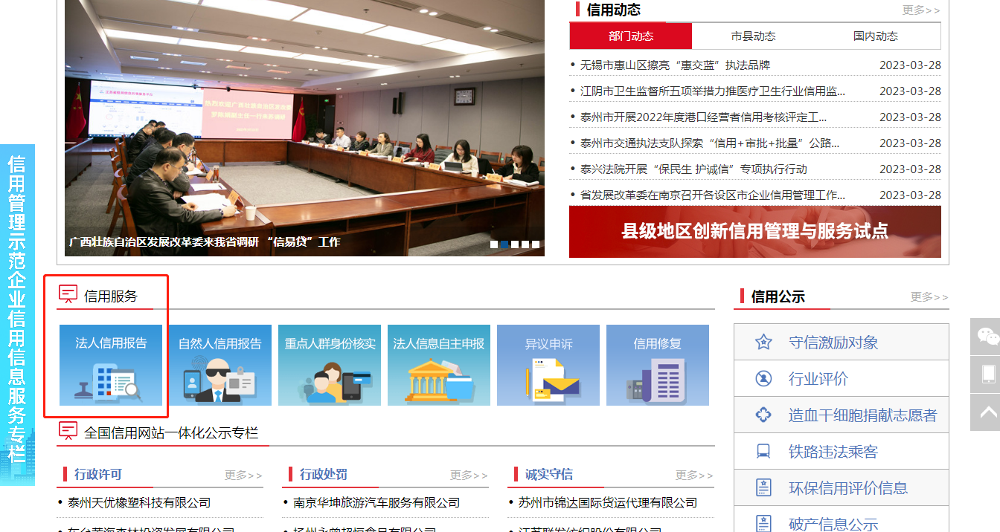 信用动态
更多>>
部门动态
市县动态
国内动态
• 无锡市惠山区擦亮“惠交蓝”执法品牌 2023-03-28
• 江阴市卫生监督所五项举措力推医疗卫生行业信用监... 2023-03-28
• 泰州市开展2022年度港口经营者信用考核评定工... 2023-03-28
• 泰州市交通执法支队探索“信用+审批+批量”公路... 2023-03-28
• 泰兴法院开展“保民生 护诚信”专项执行行动 2023-03-28
• 省发展改革委在南京召开各设区市企业信用管理工作... 2023-03-28
县级地区创新信用管理与服务试点
热烈欢迎广西壮族自治区发改委
广西壮族自治区发展改革委来我省调研 “信易贷”工作
信用管理示范企业信用信息服务专栏
信用服务
法人信用报告
自然人信用报告
重点人群身份核实
法人信息自主申报
异议申诉
信用修复
信用公示
更多>>
守信激励对象
行业评价
造血干细胞捐献志愿者
铁路违法乘客
环保信用评价信息
破产信息公示
全国信用网站一体化公示专栏
行政许可
更多>>
行政处罚
更多>>
诚实守信
更多>>
• 泰州天优橡塑科技有限公司
• 南京华坤旅游汽车服务有限公司
• 苏州市锦达国际货运代理有限公司